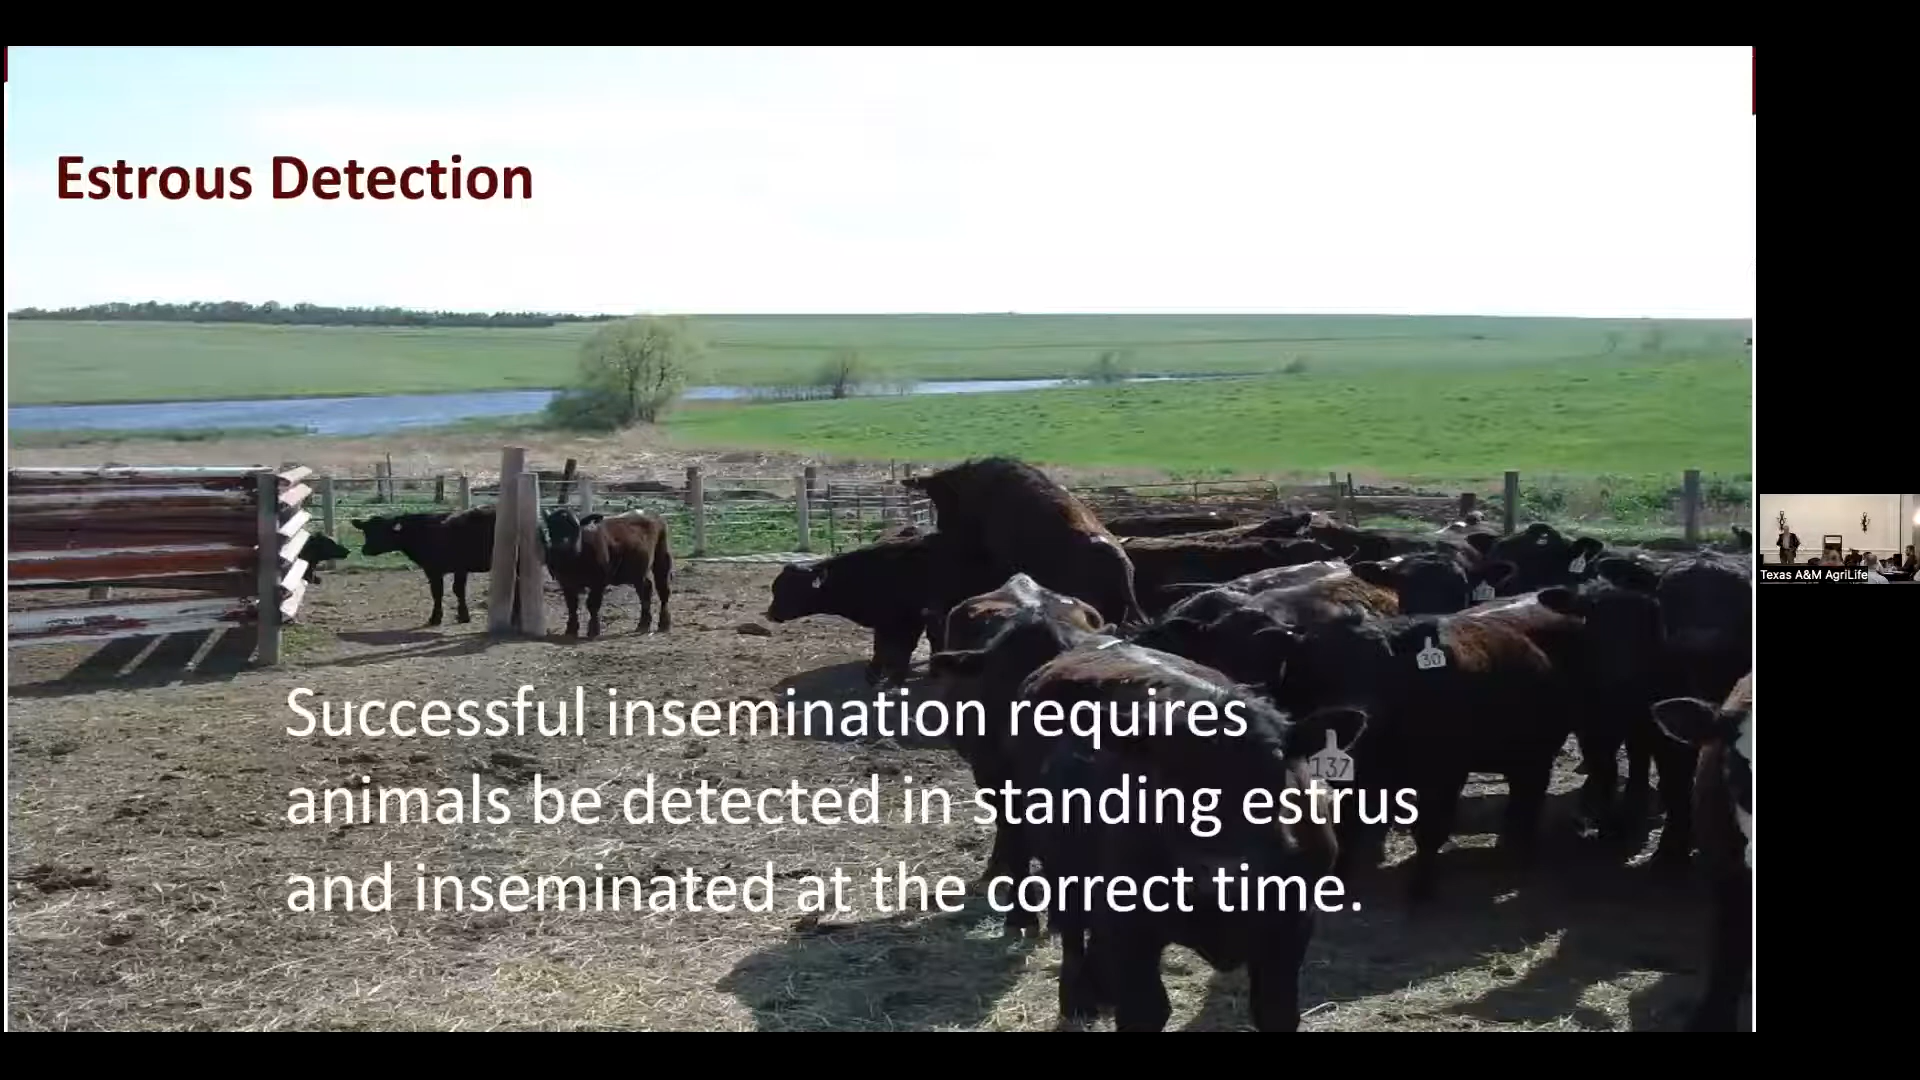 Estrous Detection
30
137
Successful insemination requires
animals be detected in standing estrus
and inseminated at the correct time.
Texas A&M AgriLife